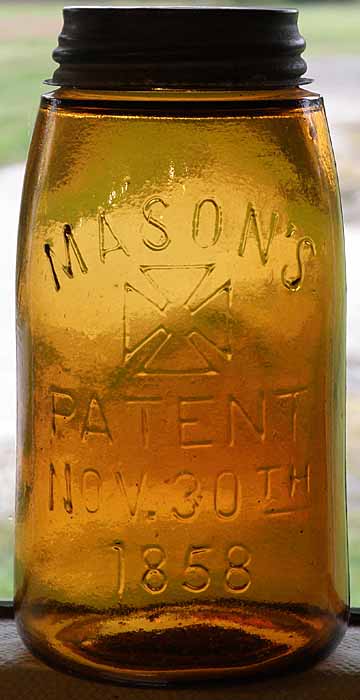 MASON'S
PATENT
NOV. 30TH
1858